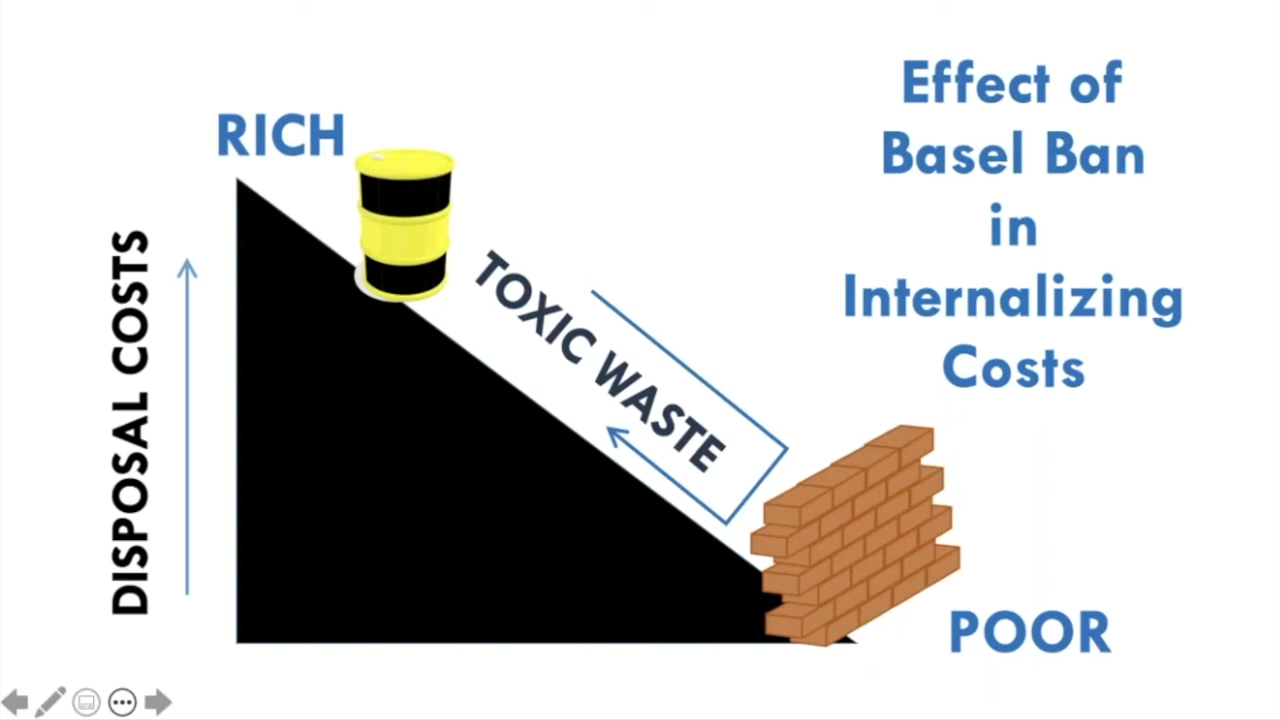 Effect of
Basel Ban
in
Internalizing
Costs
RICH
DISPOSAL COSTS
TOXIC WASTE
POOR